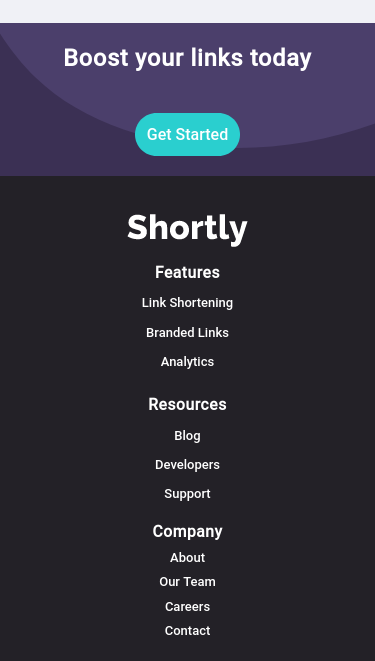 Boost your links today
Get Started
Shortly
Features
Link Shortening
Branded Links
Analytics
Resources
Blog
Developers
Support
Company
About
Our Team
Careers
Contact